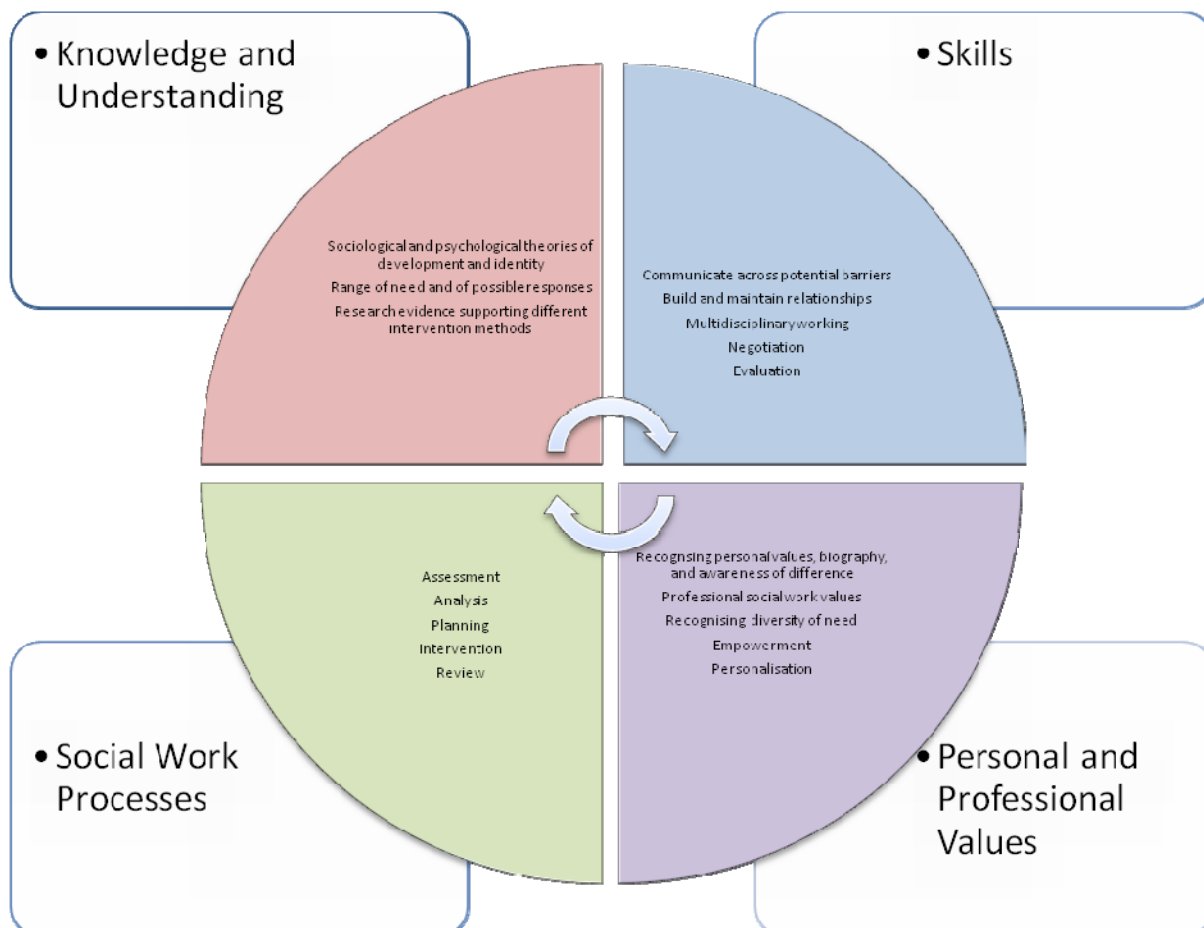 • Knowledge and
Understanding
• Skills
Sociological and psychological theories of
development and identity
Range of need and of possible responses
Research evidence supporting different
intervention methods
Communicate across potential barriers
Build and maintain relationships
Multidisciplinary working
Negotiation
Evaluation
Assessment
Analysis
Planning
Intervention
Review
Recognising personal values, biography,
and awareness of difference
Professional social work values
Recognising diversity of need
Empowerment
Personalisation
• Social Work
Processes
• Personal and
Professional
Values